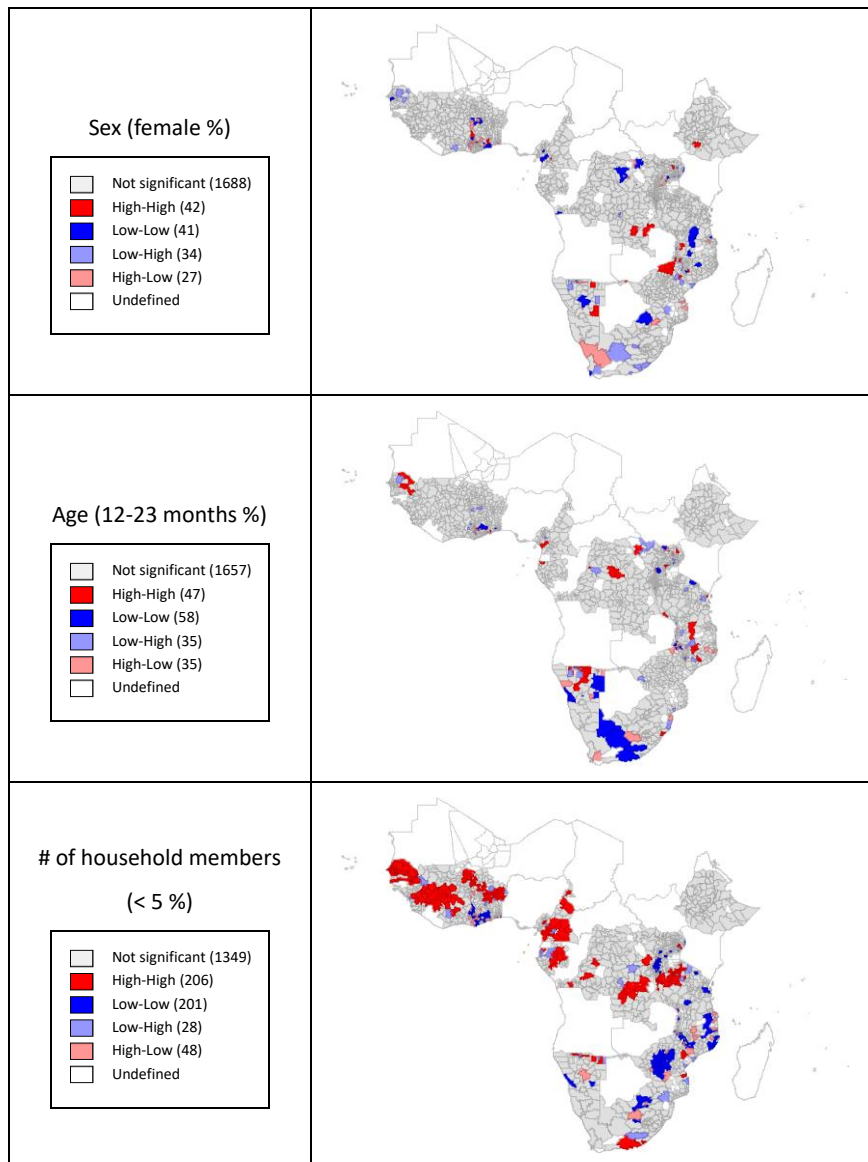 Sex (female %)
Not significant (1688)
High-High (42)
Low-Low (41)
Low-High (34)
High-Low (27)
Undefined
Age (12-23 months %)
Not significant (1657)
High-High (47)
Low-Low (58)
Low-High (35)
High-Low (35)
Undefined
# of household members
(< 5 %)
Not significant (1349)
High-High (206)
Low-Low (201)
Low-High (28)
High-Low (48)
Undefined